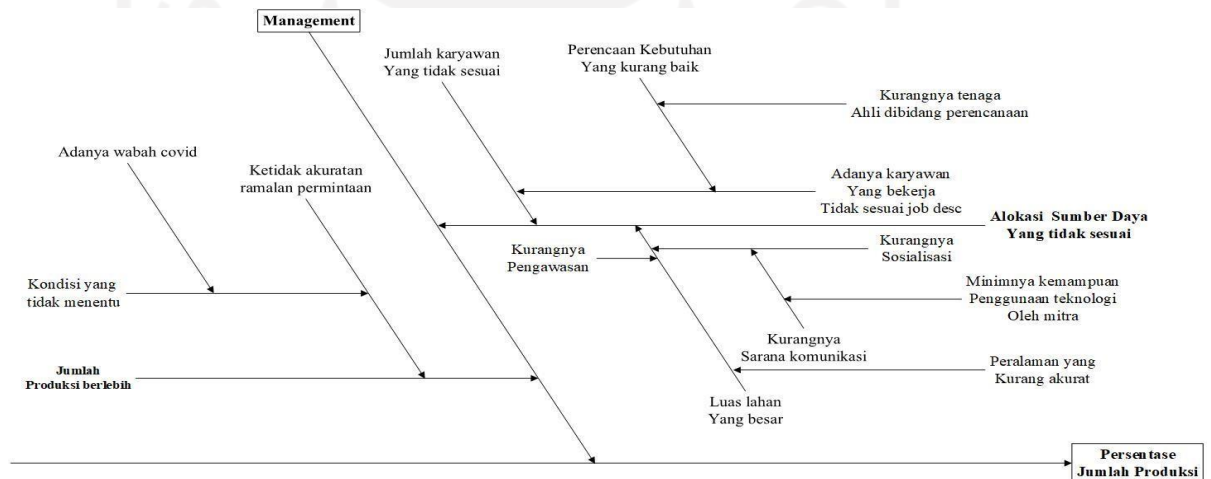 Management
Jumlah karyawan
Yang tidak sesuai
Perencaan Kebutuhan
Yang kurang baik
Kurangnya tenaga
Ahli dibidang perencanaan
Adanya wabah covid
Ketidak akuratan
ramalan permintaan
Adanya karyawan
Yang bekerja
Tidak sesuai job desc
Alokasi Sumber Daya
Yang tidak sesuai
Kurangnya
Pengawasan
Kurangnya
Sosialisasi
Kondisi yang
tidak menentu
Minimnya kemampuan
Penggunaan teknologi
Oleh mitra
Kurangnya
Sarana komunikasi
Jumlah
Produksi berlebih
Peralaman yang
Kurang akurat
Luas lahan
Yang besar
Persentase
Jumlah Produksi